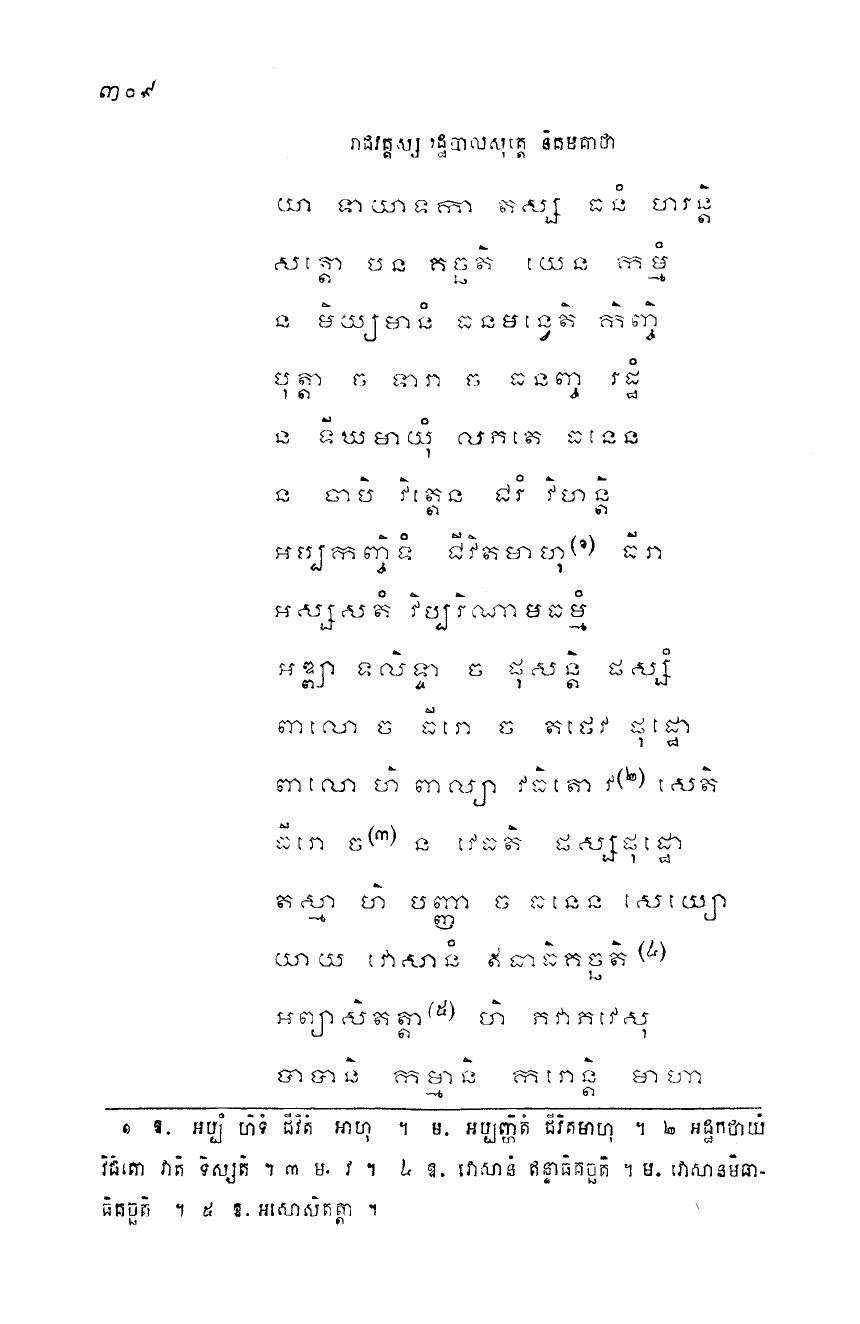 ៣០៩
រាជវគ្គស្ស រដ្ឋបាលសុត្តេ និគមគាថា
យា ទាយាទកា តស្ស ធនំ ហរន្តិ
សត្តោ បន គច្ឆតិ យេន កម្មំ
ន មិយ្យមានំ ធនមន្វេតិ កិញ្ចិ
បុត្តា ច ទារា ច ធនញ្ច រដ្ឋំ
ន ទីឃមាយុំ លភតេ ធនេន
ន ចាបិ វិត្តេន ជរំ វិហន្តិ
អប្បកញ្ចិទំ ជីវិតមាហុ(១) ធីរា
អស្សសតំ វិប្បរិណាមធម្មំ
អឌ្ឍា ទលិទ្ទា ច ផុសន្តិ ផស្សំ
ពាលោ ច ធីរោ ច តថេវ ផុដ្ឋោ
ពាលោ ហិ ពាល្យា វធិតោ វ(២) សេតិ
ធីរោ ច(៣) ន វេធតិ ផស្សផុដ្ឋោ
តស្មា ហិ បញ្ញា ច ធនេន សេយ្យោ
យាយ វោសានំ ឥធាធិគច្ឆតិ(៤)
អព្យាសិតត្តា(៥) ហិ ភវាភវេសុ
បាបានិ កម្មានិ ករោន្តិ មាហា
១ ឱ. អប្បំ ហិទំ ជីវិតំ អាហុ ។ ម. អប្បញ្ហិតំ ជីវិតមាហុ ។ ២ អដ្ឋកថាយំ
វិធិតោ វាតិ ទិស្សតិ ។ ៣ ម. វ ។ ៤ ឱ. វោសានំ ឥន្ធាធិគច្ឆតិ ។ ម. វោសានមិធា-
ធិគច្ឆតិ ។ ៥ ឱ. អសោសិតត្តា ។